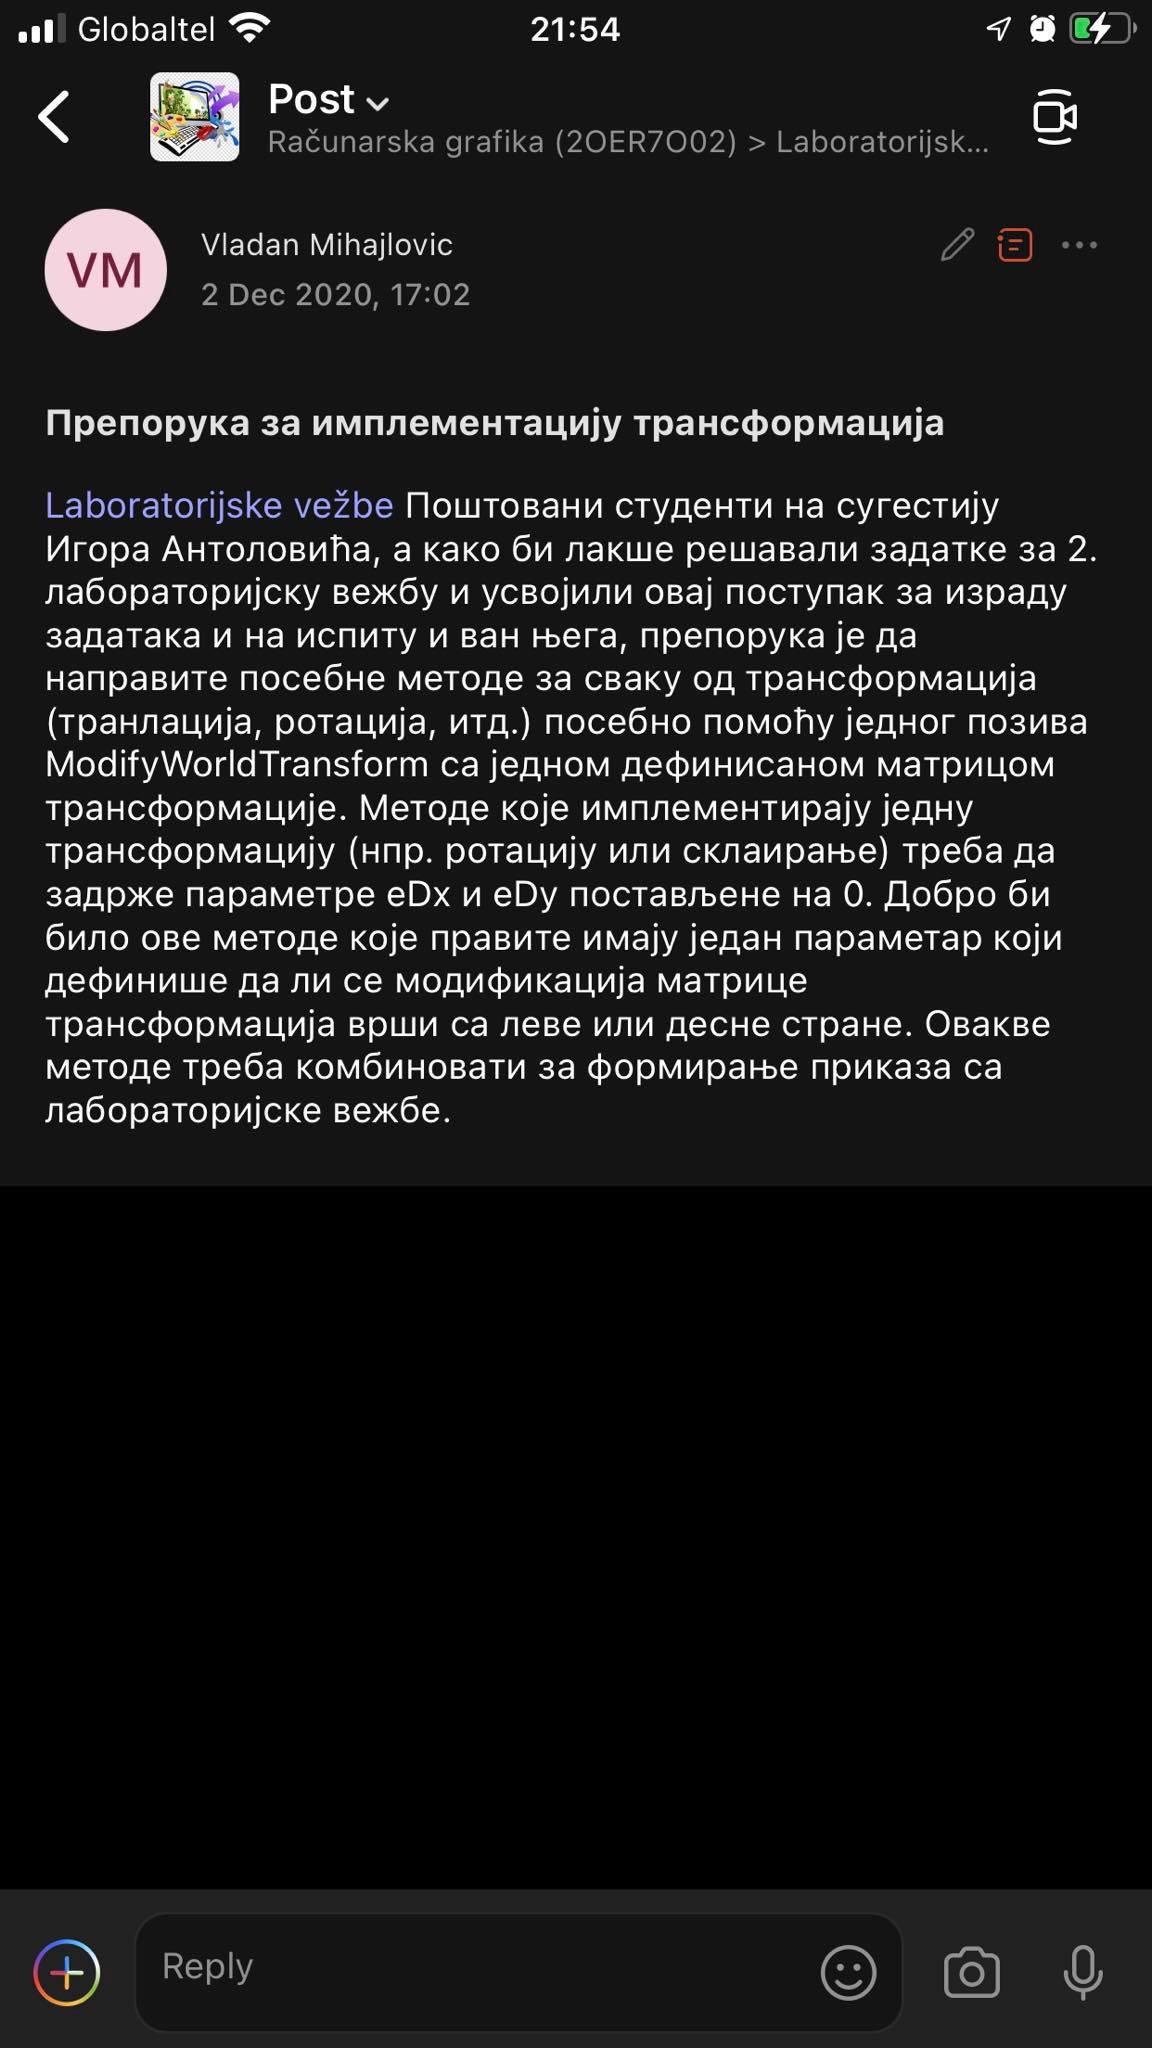 Globaltel
21:54
Post
Računarska grafika (2OER7O02) > Laboratorijsk...
VM
Vladan Mihajlovic
2 Dec 2020, 17:02
Препорука за имплементацију трансформација
Laboratorijske vežbe Поштовани студенти на сугестију
Игора Антоловића, а како би лакше решавали задатке за 2.
лабораторијску вежбу и усвојили овај поступак за израду
задатака и на испиту и ван њега, препорука је да
направите посебне методе за сваку од трансформација
(транлација, ротација, итд.) посебно помоћу једног позива
ModifyWorldTransform са једном дефинисаном матрицом
трансформације. Методе које имплементирају једну
трансформацију (нпр. ротацију или склаирање) треба да
задрже параметре eDx и eDy постављене на 0. Добро би
било ове методе које правите имају један параметар који
дефинише да ли се модификација матрице
трансформација врши са леве или десне стране. Овакве
методе треба комбиновати за формирање приказа са
лабораторијске вежбе.
Reply